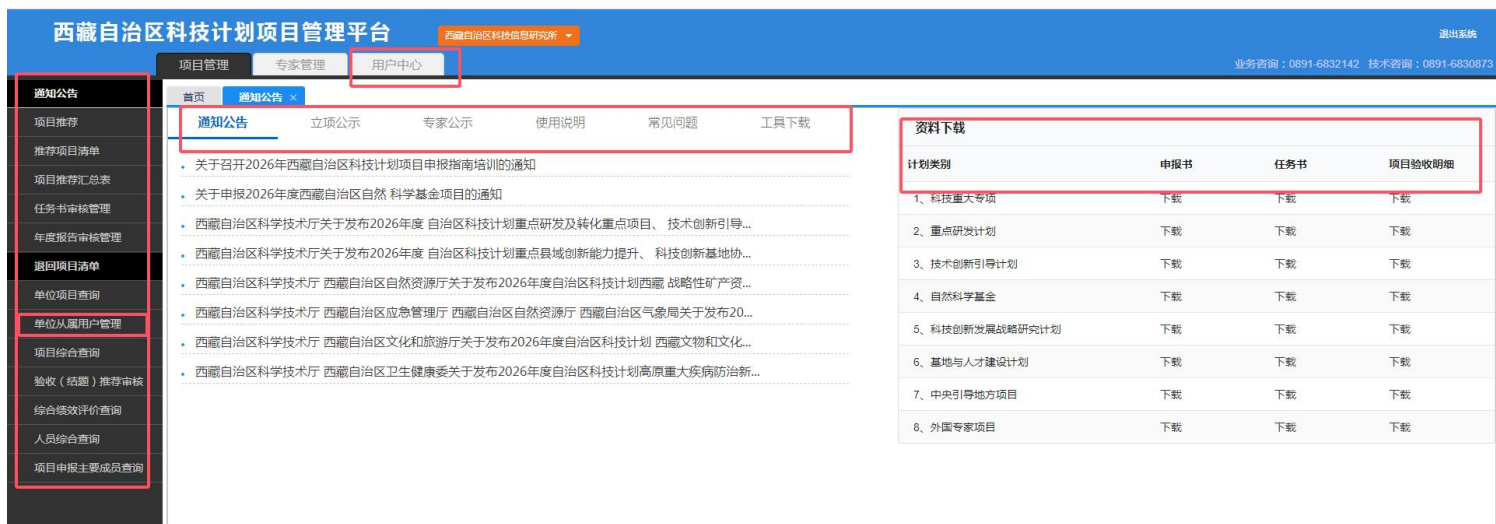 西藏自治区科技计划项目管理平台
西藏自治区科技信息研究所
退出系统
项目管理 专家管理 用户中心
业务咨询：0891-6832142 技术咨询：0891-6830873
通知公告
项目推荐
推荐项目清单
项目推荐汇总表
任务书审核管理
年度报告审核管理
退回项目清单
单位项目查询
单位从属用户管理
项目综合查询
验收（结题）推荐审核
综合绩效评价查询
人员综合查询
项目申报主要成员查询
首页 通知公告 ×
通知公告 立项公示 专家公示 使用说明 常见问题 工具下载
关于召开2026年西藏自治区科技计划项目申报指南培训的通知
关于申报2026年度西藏自治区自然 科学基金项目的通知
西藏自治区科学技术厅关于发布2026年度 自治区科技计划重点研发及转化重点项目、 技术创新引导...
西藏自治区科学技术厅关于发布2026年度 自治区科技计划重点县域创新能力提升、 科技创新基地协...
西藏自治区科学技术厅 西藏自治区自然资源厅关于发布2026年度自治区科技计划西藏 战略性矿产资...
西藏自治区科学技术厅 西藏自治区应急管理厅 西藏自治区自然资源厅 西藏自治区气象局关于发布20...
西藏自治区科学技术厅 西藏自治区文化和旅游厅关于发布2026年度自治区科技计划 西藏文物和文化...
西藏自治区科学技术厅 西藏自治区卫生健康委关于发布2026年度自治区科技计划高原重大疾病防治新...
资料下载
计划类别 申报书 任务书 项目验收明细
1、科技重大专项 下载 下载 下载
2、重点研发计划 下载 下载 下载
3、技术创新引导计划 下载 下载 下载
4、自然科学基金 下载 下载 下载
5、科技创新发展战略研究计划 下载 下载 下载
6、基地与人才建设计划 下载 下载 下载
7、中央引导地方项目 下载 下载 下载
8、外国专家项目 下载 下载 下载